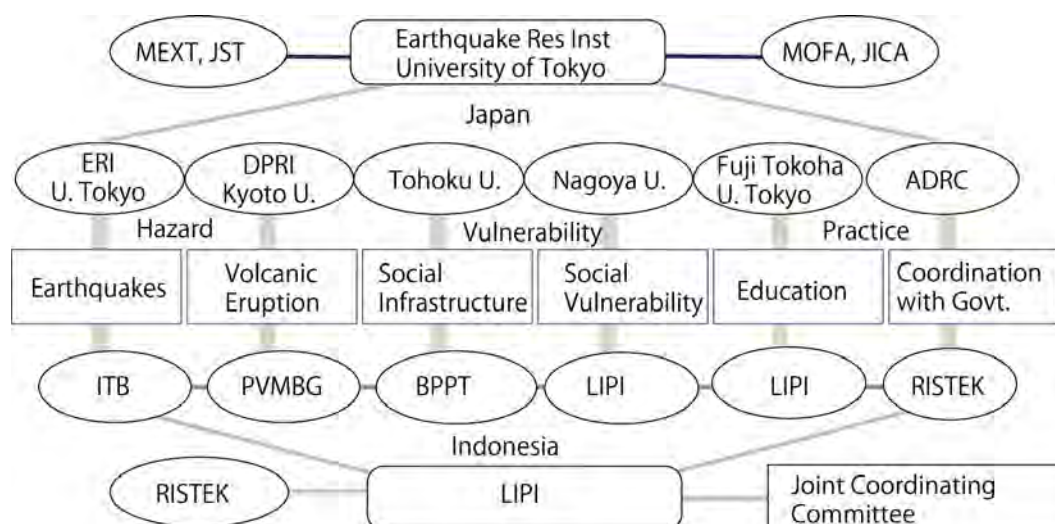 MEXT, JST
Earthquake Res Inst
University of Tokyo
MOFA, JICA
Japan
ERI
U. Tokyo
DPRI
Kyoto U.
Tohoku U.
Nagoya U.
Fuji Tokoha
U. Tokyo
ADRC
Hazard
Vulnerability
Practice
Earthquakes
Volcanic
Eruption
Social
Infrastructure
Social
Vulnerability
Education
Coordination
with Govt.
ITB
PVMBG
BPPT
LIPI
LIPI
RISTEK
Indonesia
RISTEK
LIPI
Joint Coordinating
Committee